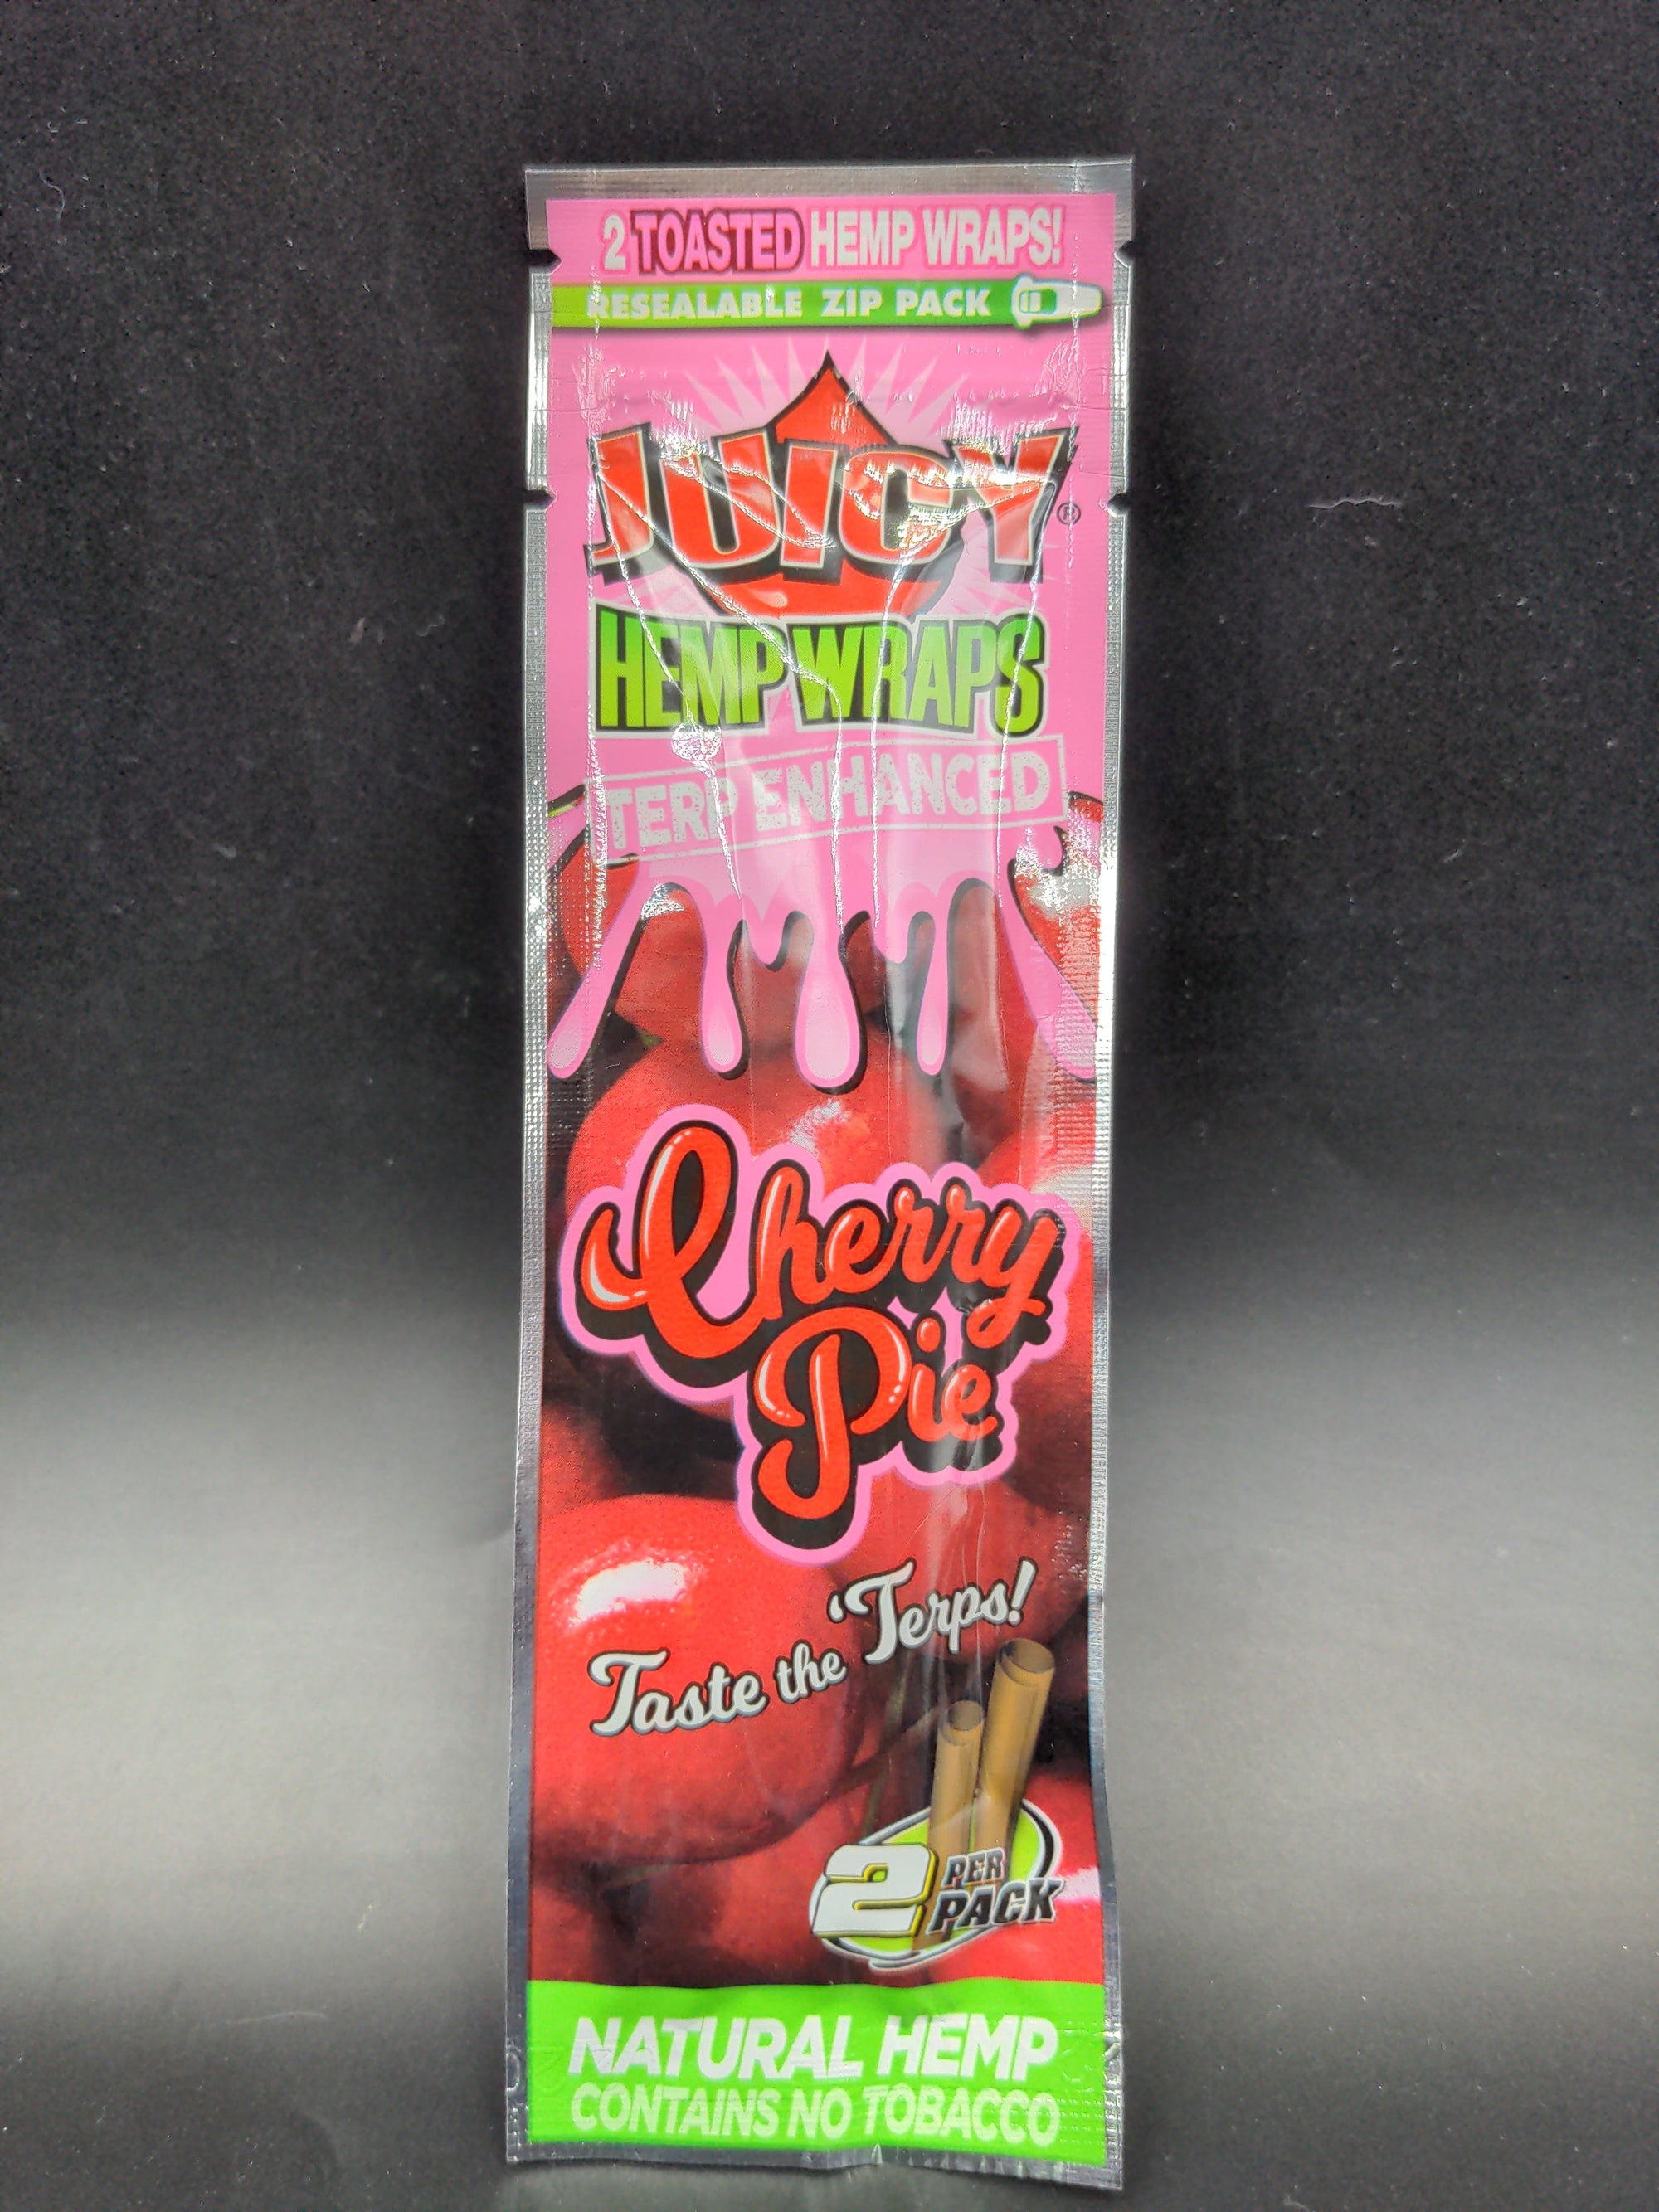 2 TOASTED HEMP WRAPS!
RESEALABLE ZIP PACK
JUICY®
HEMP WRAPS
TERP ENHANCED
Cherry
Pie
Taste the 'Terps!
2 PER
PACK
NATURAL HEMP
CONTAINS NO TOBACCO